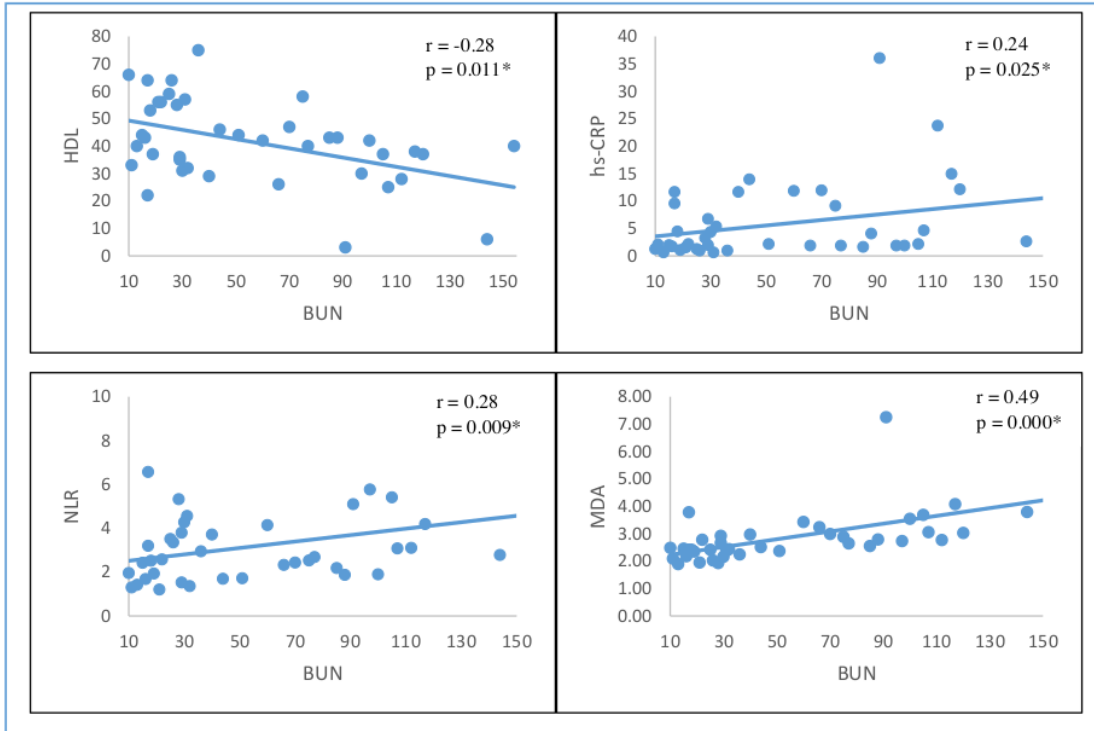 80
70
60
50
40
30
20
10
0
HDL
r = -0.28
p = 0.011*
10 30 50 70 90 110 130 150
BUN
40
35
30
25
20
15
10
5
0
hs-CRP
r = 0.24
p = 0.025*
10 30 50 70 90 110 130 150
BUN
10
8
6
4
2
0
NLR
r = 0.28
p = 0.009*
10 30 50 70 90 110 130 150
BUN
8.00
7.00
6.00
5.00
4.00
3.00
2.00
1.00
0.00
MDA
r = 0.49
p = 0.000*
10 30 50 70 90 110 130 150
BUN